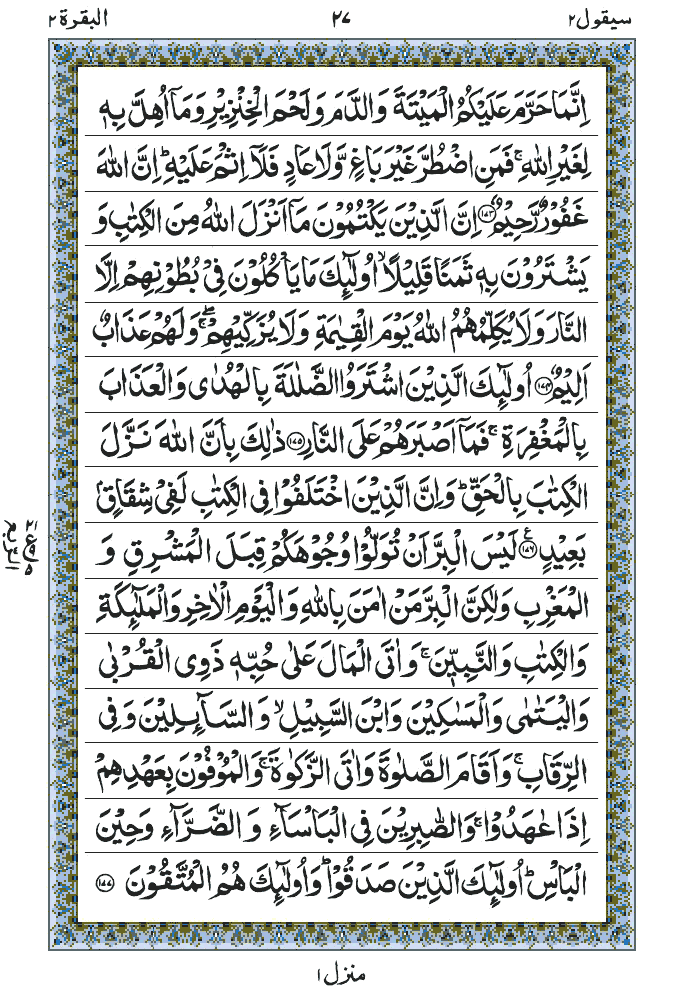 سيقول٢ ٢٧ البقرة٢
اِنَّمَا حَرَّمَ عَلَيْكُمُ الْمَيْتَةَ وَالدَّمَ وَلَحْمَ الْخِنْزِيْرِ وَمَاۤ اُهِلَّ بِهٖ
لِغَيْرِ اللّٰهِ ۚ فَمَنِ اضْطُرَّ غَيْرَ بَاغٍ وَّلَا عَادٍ فَلَاۤ اِثْمَ عَلَيْهِ ؕ اِنَّ اللّٰهَ
غَفُوْرٌ رَّحِيْمٌ ﴿١٧٣﴾ اِنَّ الَّذِيْنَ يَكْتُمُوْنَ مَاۤ اَنْزَلَ اللّٰهُ مِنَ الْكِتٰبِ وَ
يَشْتَرُوْنَ بِهٖ ثَمَنًا قَلِيْلًا ۙ اُولٰٓئِكَ مَا يَاْكُلُوْنَ فِيْ بُطُوْنِهِمْ اِلَّا
النَّارَ وَلَا يُكَلِّمُهُمُ اللّٰهُ يَوْمَ الْقِيٰمَةِ وَلَا يُزَكِّيْهِمْ ۖۚ وَلَهُمْ عَذَابٌ
اَلِيْمٌ ﴿١٧٤﴾ اُولٰٓئِكَ الَّذِيْنَ اشْتَرَوُا الضَّلٰلَةَ بِالْهُدٰى وَالْعَذَابَ
بِالْمَغْفِرَةِ ۚ فَمَاۤ اَصْبَرَهُمْ عَلَى النَّارِ ﴿١٧٥﴾ ذٰلِكَ بِاَنَّ اللّٰهَ نَزَّلَ
الْكِتٰبَ بِالْحَقِّ ؕ وَاِنَّ الَّذِيْنَ اخْتَلَفُوْا فِي الْكِتٰبِ لَفِيْ شِقَاقٍۭ
بَعِيْدٍ ﴿١٧٦﴾ ع لَيْسَ الْبِرَّ اَنْ تُوَلُّوْا وُجُوْهَكُمْ قِبَلَ الْمَشْرِقِ وَ
الْمَغْرِبِ وَلٰكِنَّ الْبِرَّ مَنْ اٰمَنَ بِاللّٰهِ وَالْيَوْمِ الْاٰخِرِ وَالْمَلٰٓئِكَةِ
وَالْكِتٰبِ وَالنَّبِيّٖنَ ۚ وَاٰتَى الْمَالَ عَلٰى حُبِّهٖ ذَوِي الْقُرْبٰى
وَالْيَتٰمٰى وَالْمَسٰكِيْنَ وَابْنَ السَّبِيْلِ ۙ وَالسَّآئِلِيْنَ وَفِي
الرِّقَابِ ۚ وَاَقَامَ الصَّلٰوةَ وَاٰتَى الزَّكٰوةَ ۚ وَالْمُوْفُوْنَ بِعَهْدِهِمْ
اِذَا عٰهَدُوْا ۚ وَالصّٰبِرِيْنَ فِي الْبَاْسَآءِ وَالضَّرَّآءِ وَحِيْنَ
الْبَاْسِ ؕ اُولٰٓئِكَ الَّذِيْنَ صَدَقُوْا ؕ وَاُولٰٓئِكَ هُمُ الْمُتَّقُوْنَ ﴿١٧٧﴾
الربع
منزل ١